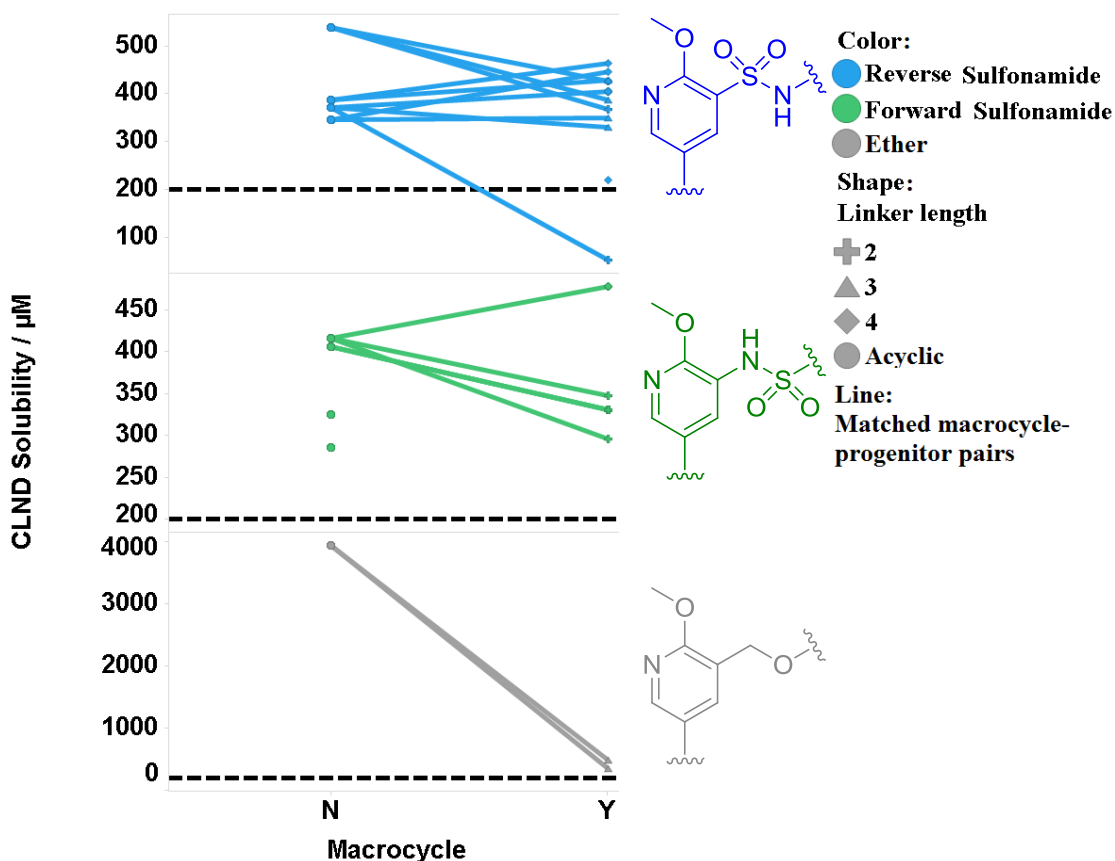 500
400
300
200
100
450
400
350
300
250
200
4000
3000
2000
1000
0
CLND Solubility / µM
N
Y
Macrocycle
O
O
O
S
N
N
H
O
H
N
N
S
O
O
O
N
O
Color:
Reverse Sulfonamide
Forward Sulfonamide
Ether
Shape:
Linker length
2
3
4
Acyclic
Line:
Matched macrocycle-
progenitor pairs